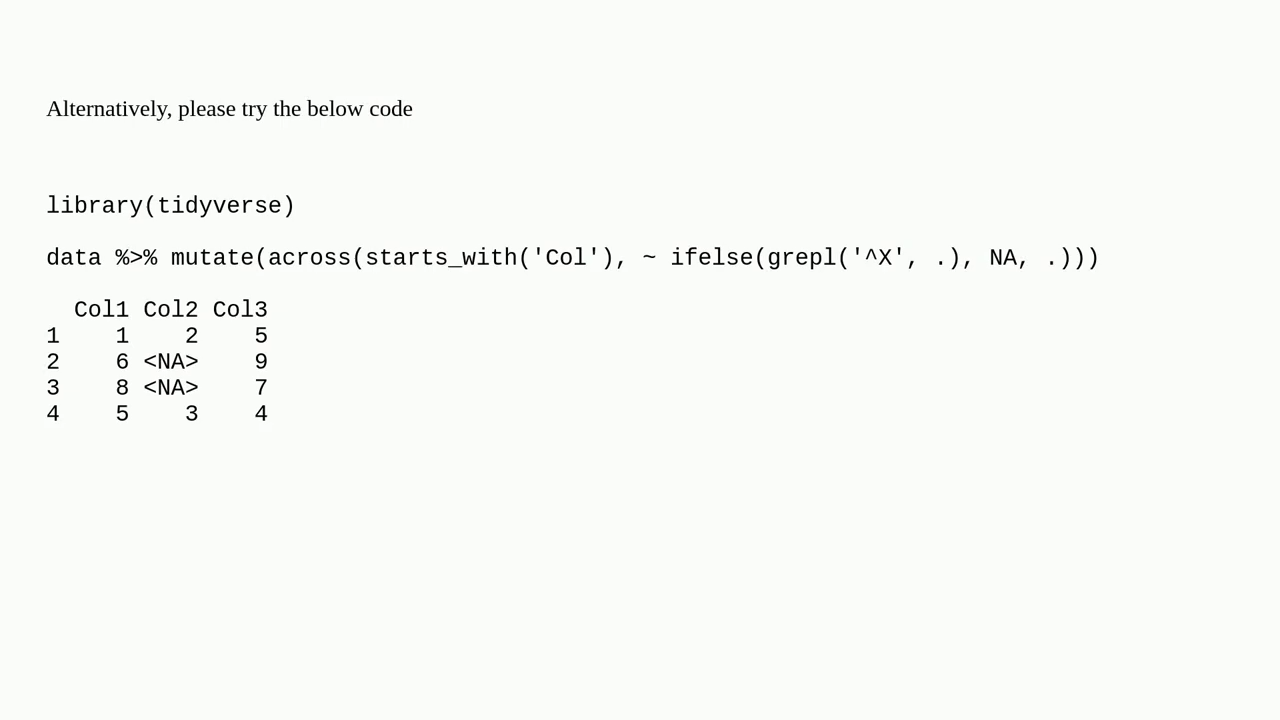 Alternatively, please try the below code
library(tidyverse)
data %>% mutate(across(starts_with('Col'), ~ ifelse(grepl('^X', .), NA, .)))
  Col1 Col2 Col3
1    1    2    5
2    6 <NA>    9
3    8 <NA>    7
4    5    3    4